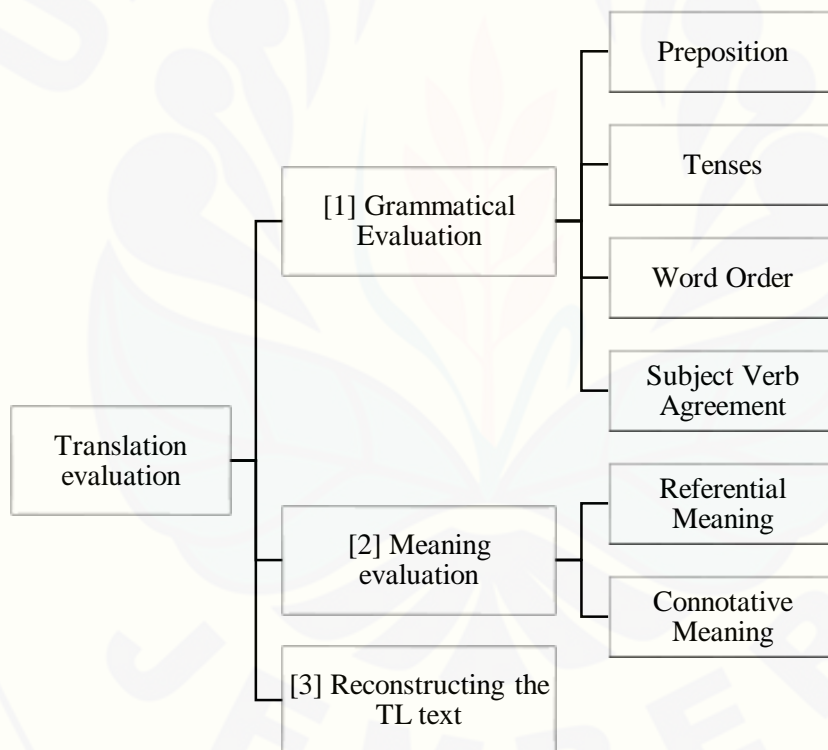 Translation
evaluation
[1] Grammatical
Evaluation
Preposition
Tenses
Word Order
Subject Verb
Agreement
[2] Meaning
evaluation
Referential
Meaning
Connotative
Meaning
[3] Reconstructing the
TL text